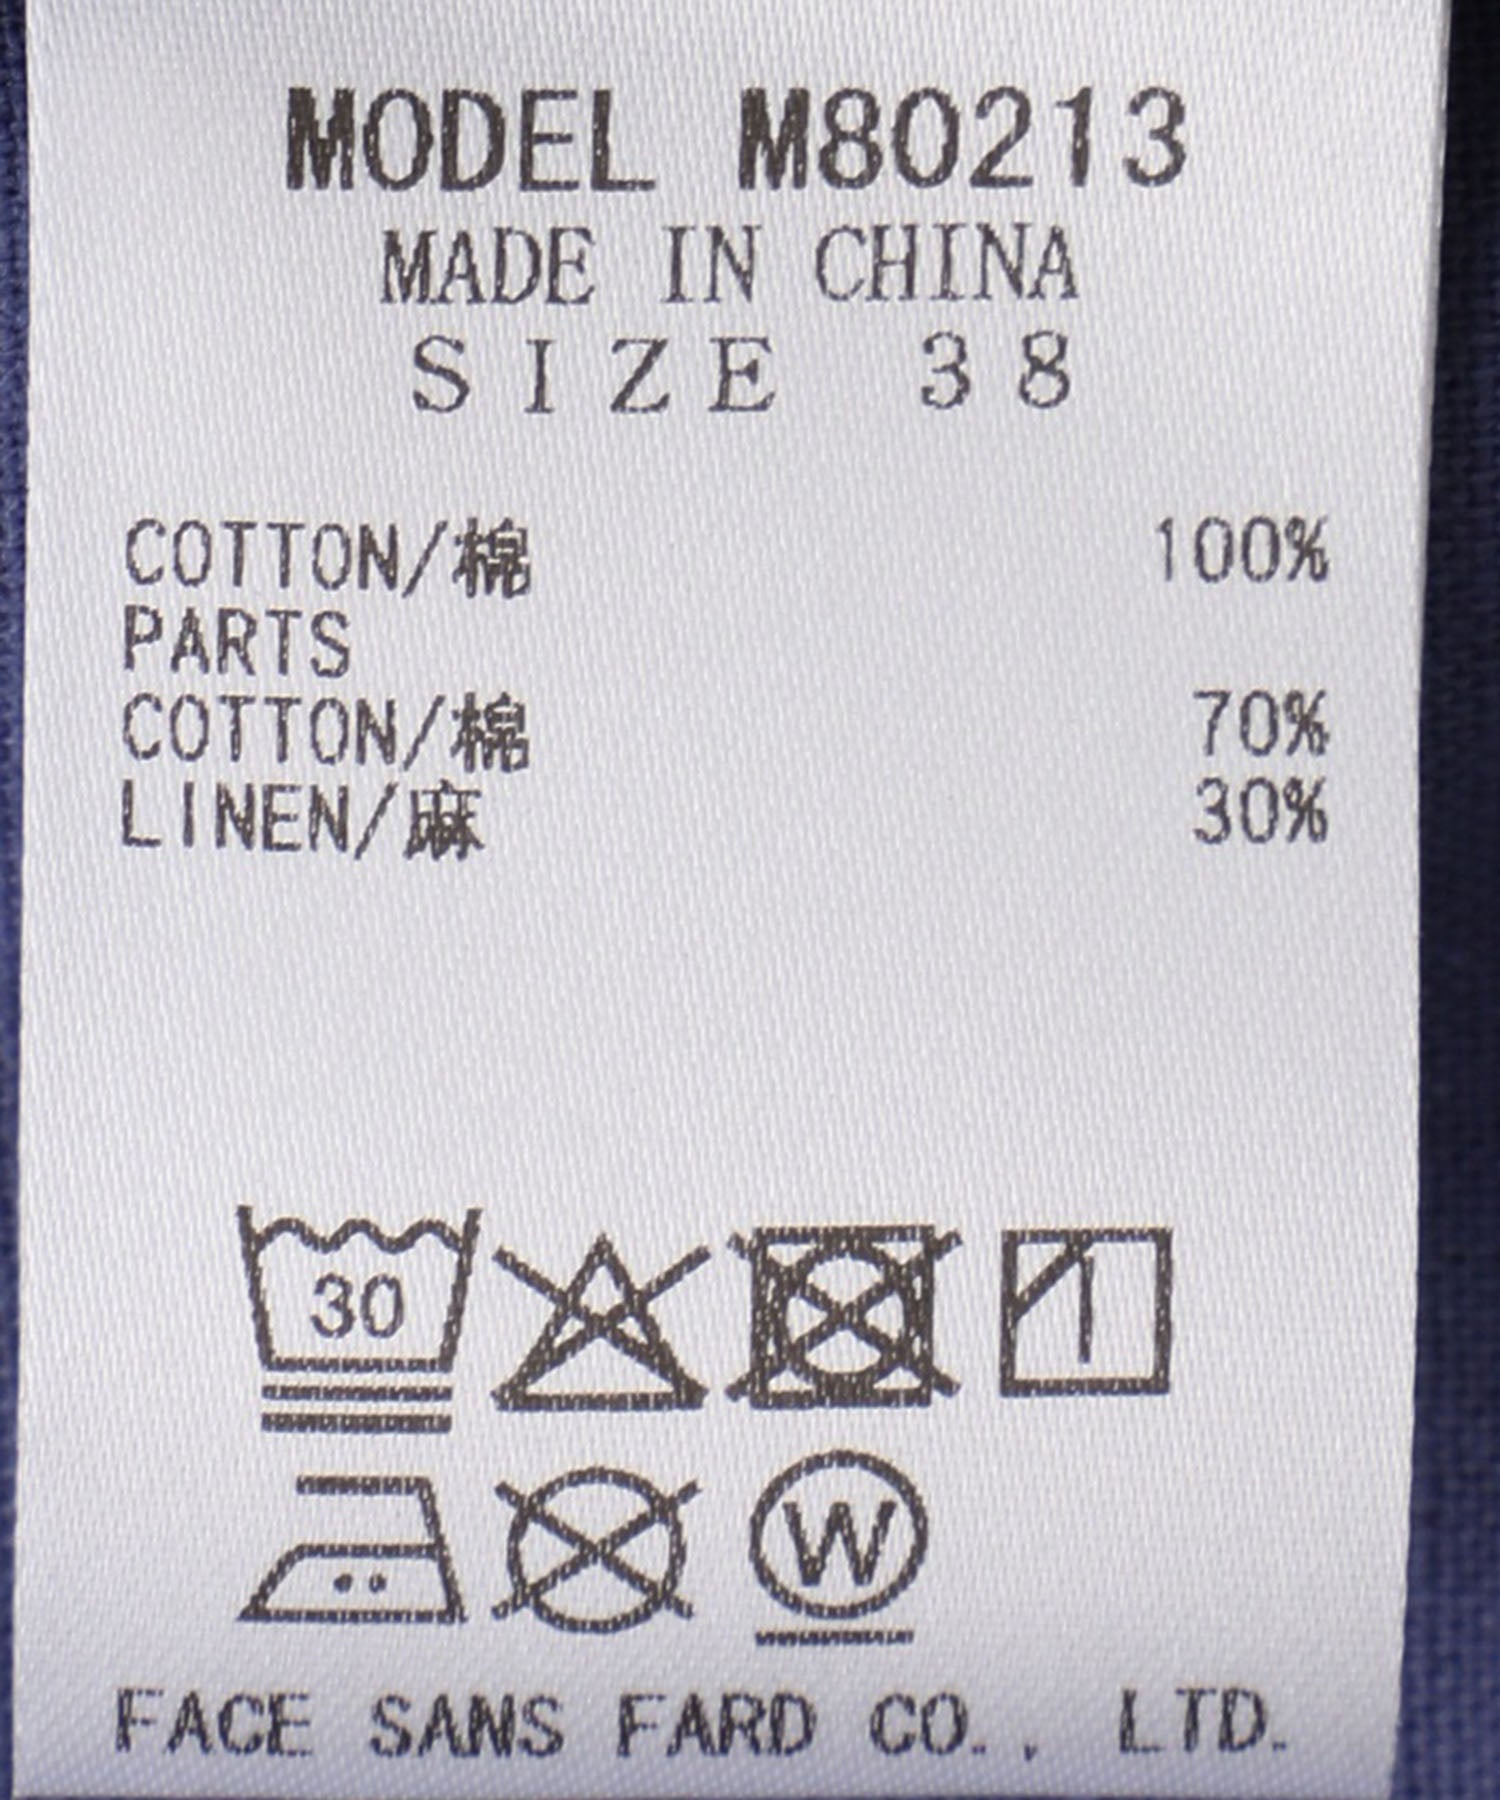 MODEL M80213
MADE IN CHINA
SIZE 38
COTTON/棉 100%
PARTS
COTTON/棉 70%
LINEN/麻 30%
30
W
FACE SANS FARD CO., LTD.